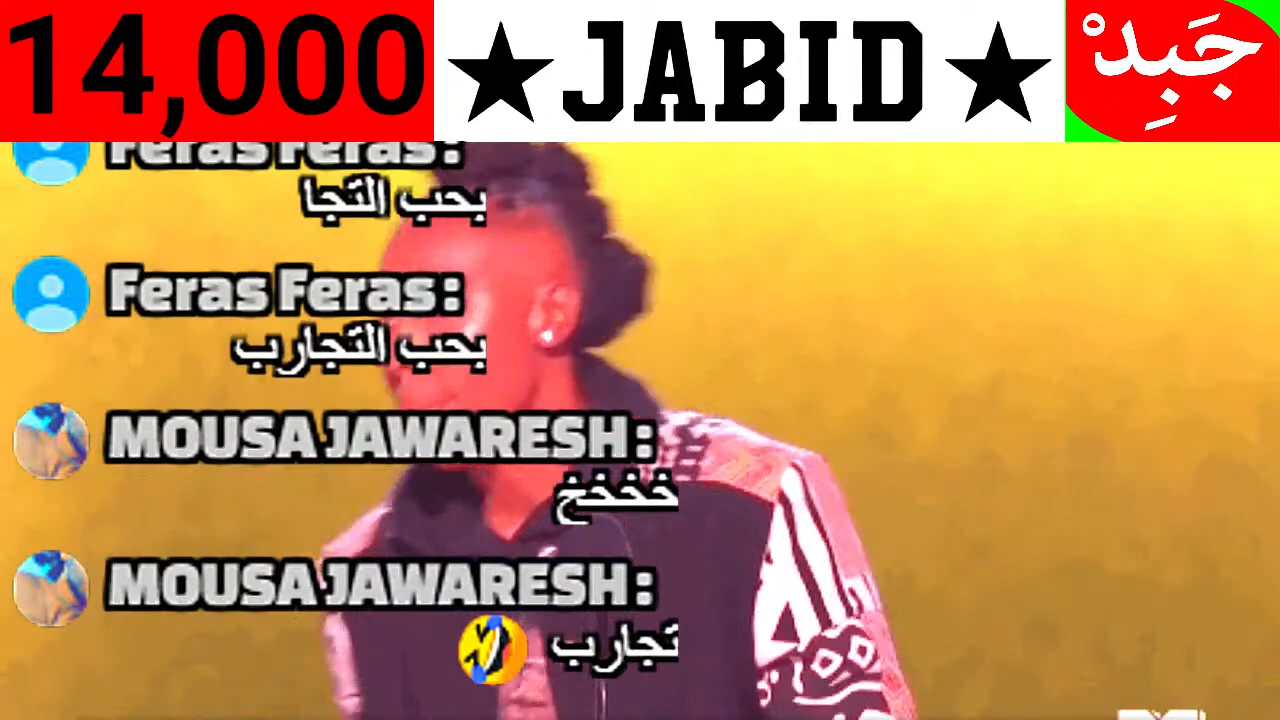 14,000 ★JABID★ جَبِدْ
Feras Feras:
بحب التجا
Feras Feras:
بحب التجارب
MOUSA JAWARESH:
خخخخ
MOUSA JAWARESH:
تجارب 🤣